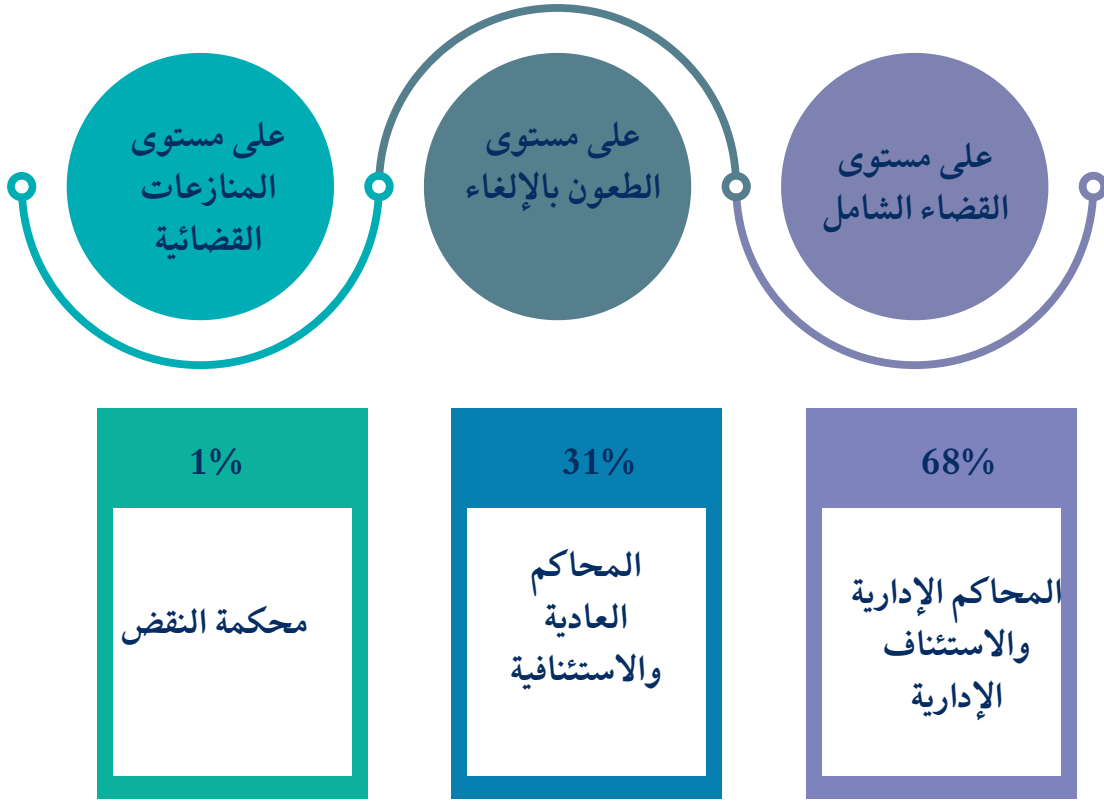 على مستوى
القضاء الشامل
على مستوى
الطعون بالإلغاء
على مستوى
المنازعات
القضائية
68%
المحاكم الإدارية
والاستئناف
الإدارية
31%
المحاكم
العادية
والاستئنافية
1%
محكمة النقض